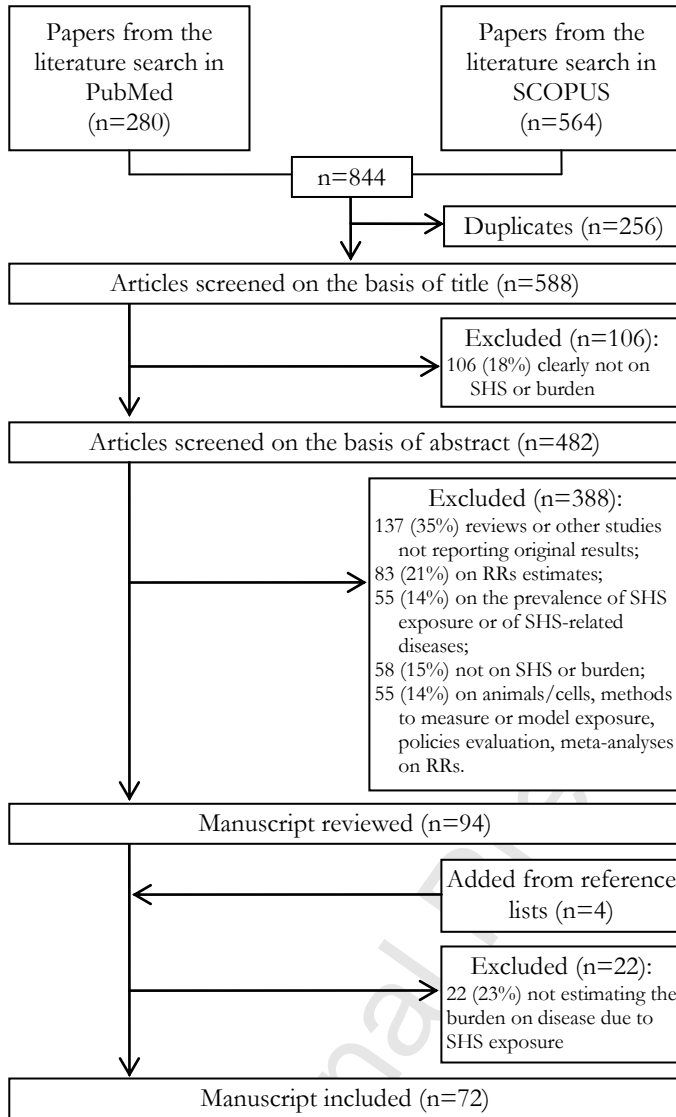 Papers from the
literature search in
PubMed
(n=280)
Papers from the
literature search in
SCOPUS
(n=564)
n=844
Duplicates (n=256)
Articles screened on the basis of title (n=588)
Excluded (n=106):
106 (18%) clearly not on
SHS or burden
Articles screened on the basis of abstract (n=482)
Excluded (n=388):
137 (35%) reviews or other studies
not reporting original results;
83 (21%) on RRs estimates;
55 (14%) on the prevalence of SHS
exposure or of SHS-related
diseases;
58 (15%) not on SHS or burden;
55 (14%) on animals/cells, methods
to measure or model exposure,
policies evaluation, meta-analyses
on RRs.
Manuscript reviewed (n=94)
Added from reference
lists (n=4)
Excluded (n=22):
22 (23%) not estimating the
burden on disease due to
SHS exposure
Manuscript included (n=72)